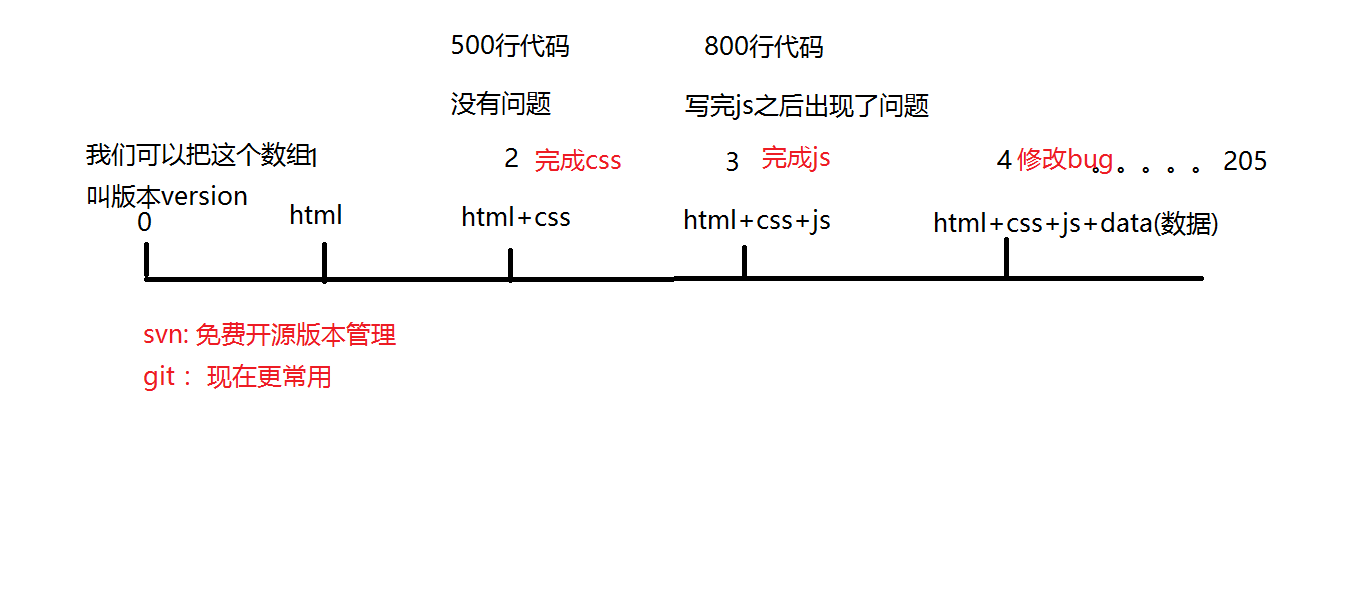 500行代码 800行代码
没有问题 写完js之后出现了问题
我们可以把这个数组1 2 完成css 3 完成js 4 修改bug。。。。。 205
叫版本version
0 html html+css html+css+js html+css+js+data(数据)
svn: 免费开源版本管理
git： 现在更常用